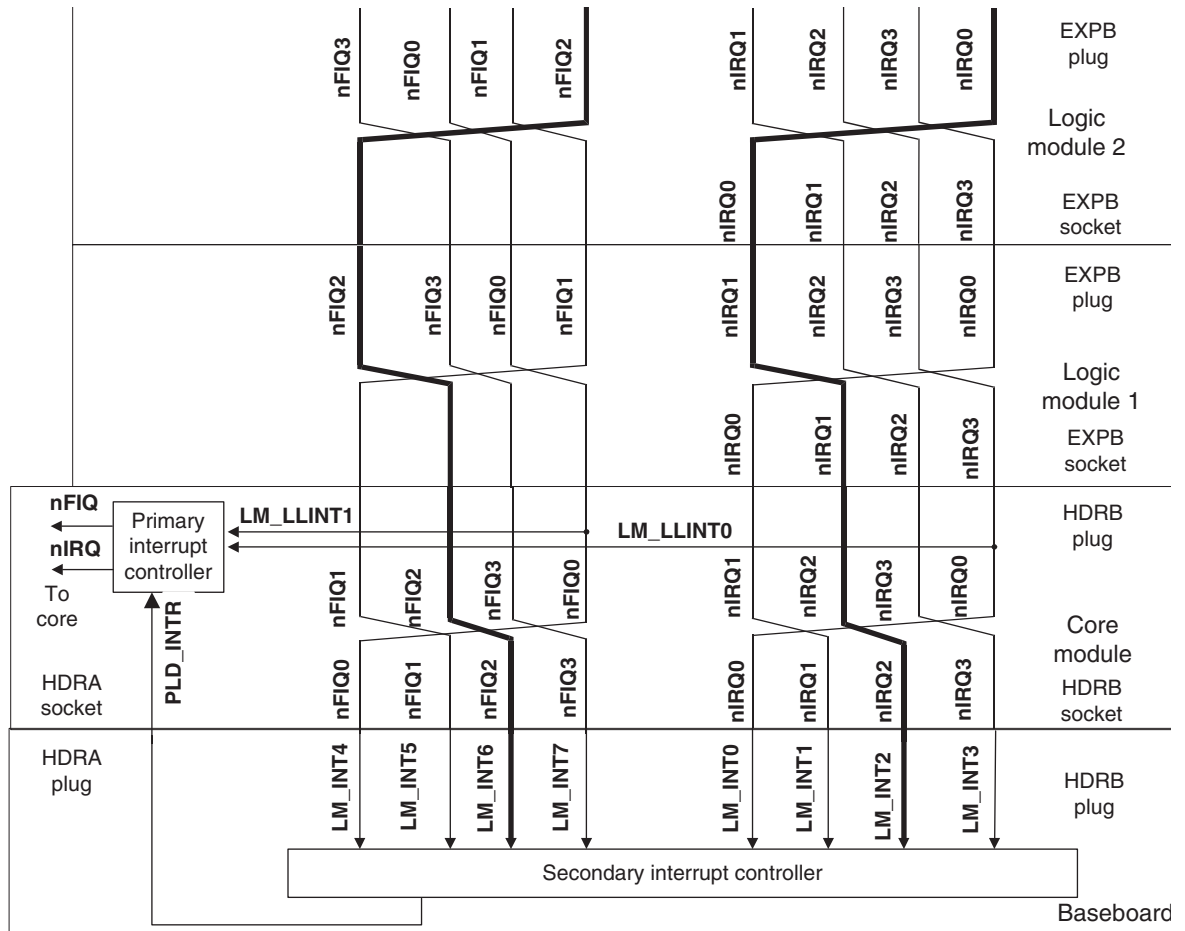 nFIQ3
nFIQ0
nFIQ1
nFIQ2
nIRQ1
nIRQ2
nIRQ3
nIRQ0
EXPB
plug
Logic
module 2
nIRQ0
nIRQ1
nIRQ2
nIRQ3
EXPB
socket
nFIQ2
nFIQ3
nFIQ0
nFIQ1
nIRQ1
nIRQ2
nIRQ3
nIRQ0
EXPB
plug
Logic
module 1
nIRQ0
nIRQ1
nIRQ2
nIRQ3
EXPB
socket
nFIQ
nIRQ
To
core
Primary
interrupt
controller
LM_LLINT1
LM_LLINT0
HDRB
plug
PLD_INTR
nFIQ1
nFIQ2
nFIQ3
nFIQ0
nIRQ1
nIRQ2
nIRQ3
nIRQ0
Core
module
HDRA
socket
nFIQ0
nFIQ1
nFIQ2
nFIQ3
nIRQ0
nIRQ1
nIRQ2
nIRQ3
HDRB
socket
HDRA
plug
LM_INT4
LM_INT5
LM_INT6
LM_INT7
LM_INT0
LM_INT1
LM_INT2
LM_INT3
HDRB
plug
Secondary interrupt controller
Baseboard